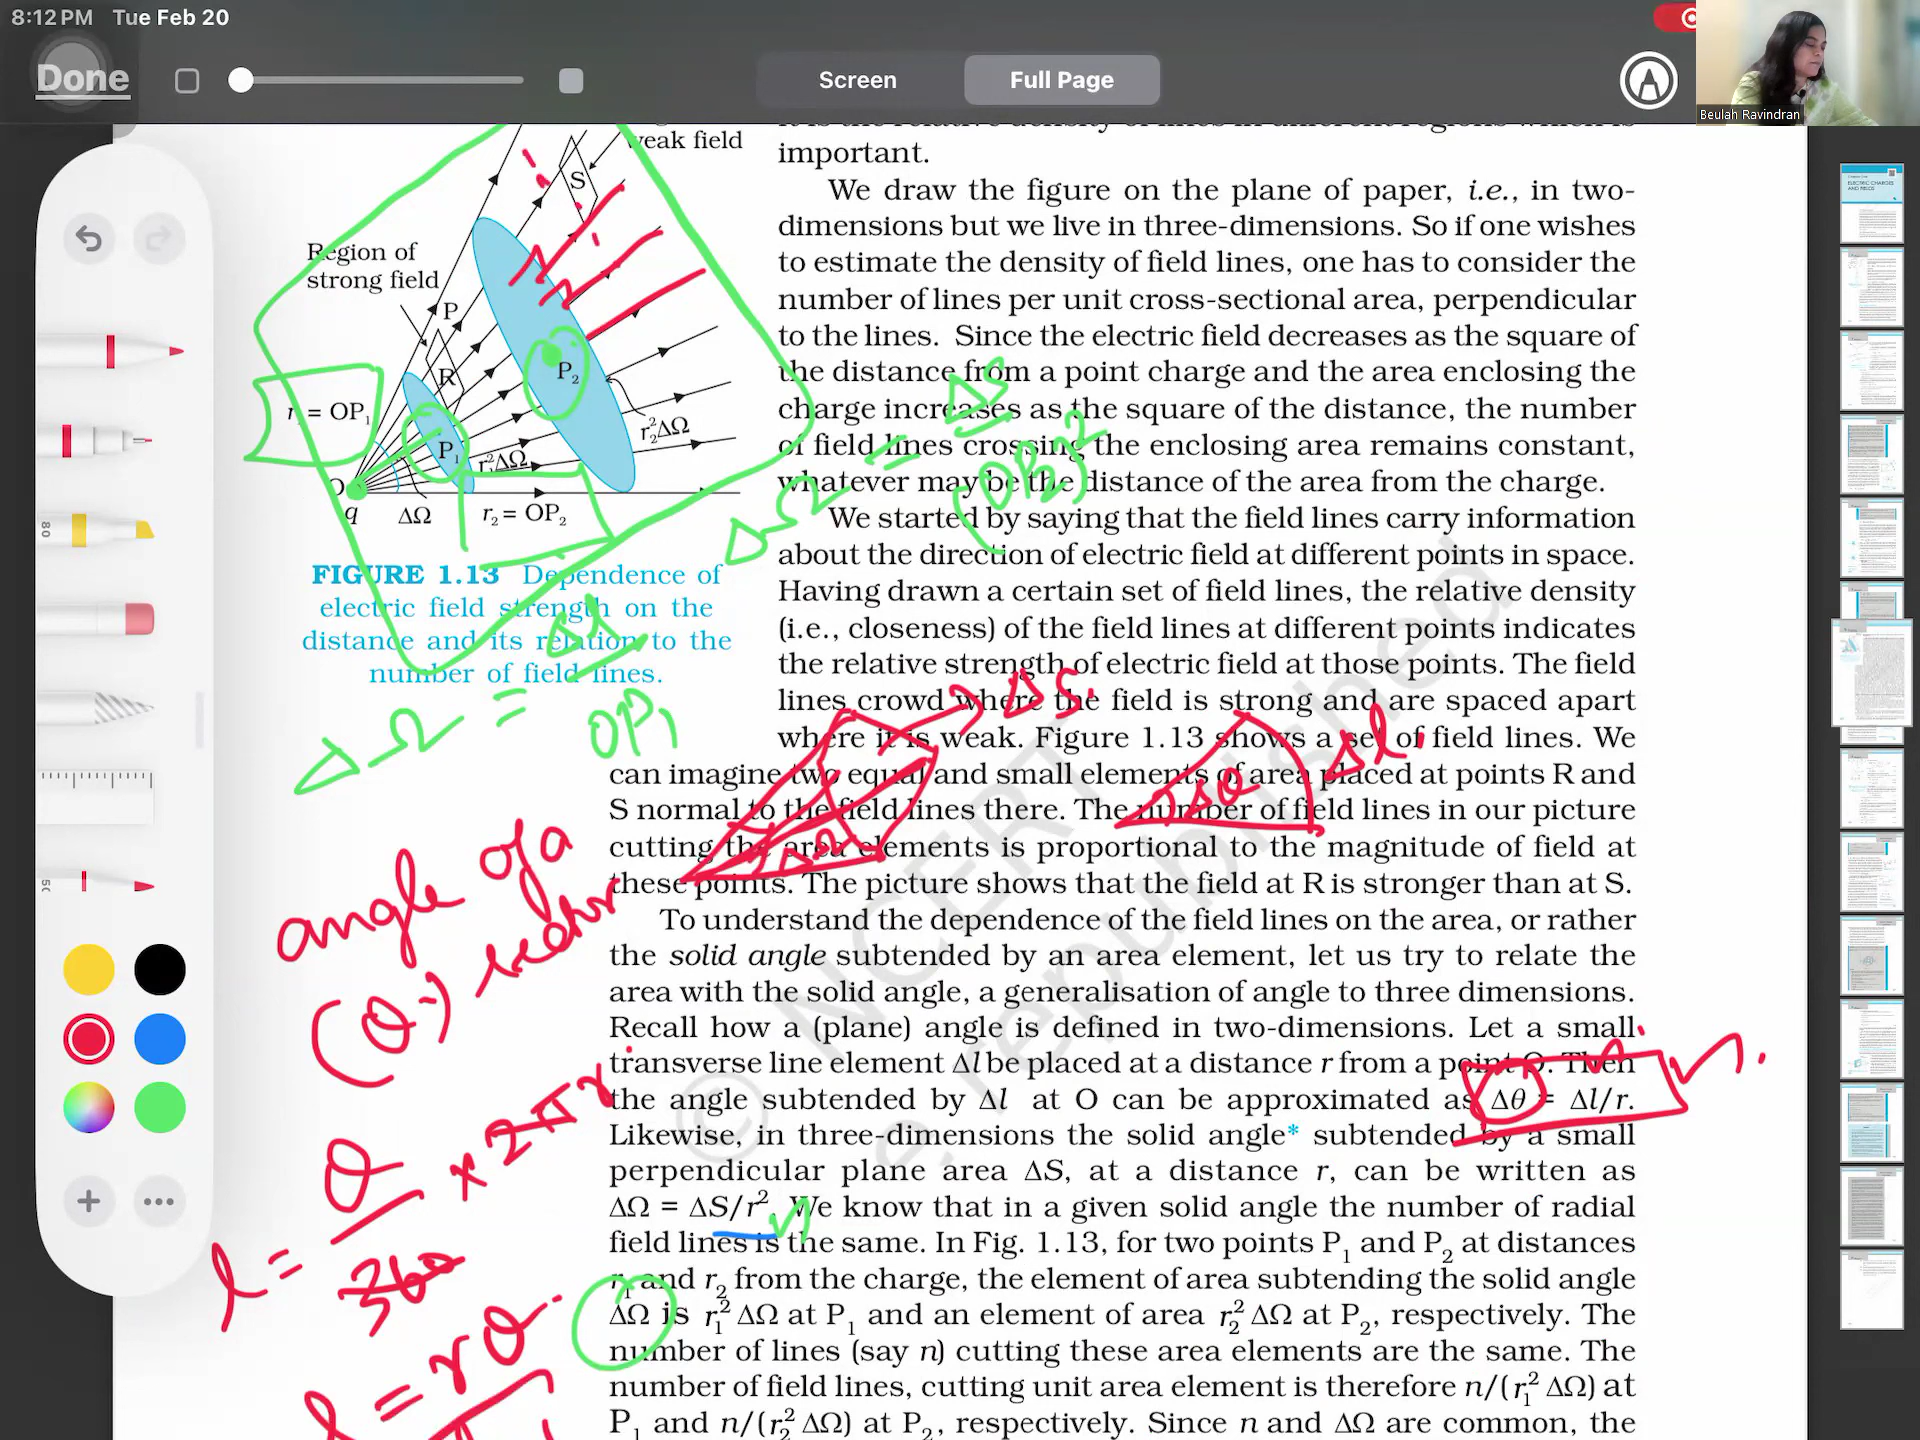 8:12 PM Tue Feb 20
Done
Screen
Full Page
Beulah Ravindran
weak field
S
Region of
strong field
P
R
P₂
r₁ = OP₁
P₁
r₁²ΔΩ
r₂²ΔΩ
O
q
ΔΩ
r₂ = OP₂
FIGURE 1.13 Dependence of
electric field strength on the
distance and its relation to the
number of field lines.
important.
We draw the figure on the plane of paper, i.e., in two-
dimensions but we live in three-dimensions. So if one wishes
to estimate the density of field lines, one has to consider the
number of lines per unit cross-sectional area, perpendicular
to the lines. Since the electric field decreases as the square of
the distance from a point charge and the area enclosing the
charge increases as the square of the distance, the number
of field lines crossing the enclosing area remains constant,
whatever may be the distance of the area from the charge.
We started by saying that the field lines carry information
about the direction of electric field at different points in space.
Having drawn a certain set of field lines, the relative density
(i.e., closeness) of the field lines at different points indicates
the relative strength of electric field at those points. The field
lines crowd where the field is strong and are spaced apart
where it is weak. Figure 1.13 shows a set of field lines. We
can imagine two equal and small elements of area placed at points R and
S normal to the field lines there. The number of field lines in our picture
cutting the area elements is proportional to the magnitude of field at
these points. The picture shows that the field at R is stronger than at S.
To understand the dependence of the field lines on the area, or rather
the solid angle subtended by an area element, let us try to relate the
area with the solid angle, a generalisation of angle to three dimensions.
Recall how a (plane) angle is defined in two-dimensions. Let a small
transverse line element Δl be placed at a distance r from a point O. Then
the angle subtended by Δl at O can be approximated as Δθ = Δl/r.
Likewise, in three-dimensions the solid angle* subtended by a small
perpendicular plane area ΔS, at a distance r, can be written as
ΔΩ = ΔS/r². We know that in a given solid angle the number of radial
field lines is the same. In Fig. 1.13, for two points P₁ and P₂ at distances
r₁ and r₂ from the charge, the element of area subtending the solid angle
ΔΩ is r₁² ΔΩ at P₁ and an element of area r₂² ΔΩ at P₂, respectively. The
number of lines (say n) cutting these area elements are the same. The
number of field lines, cutting unit area element is therefore n/(r₁² ΔΩ) at
P₁ and n/(r₂² ΔΩ) at P₂, respectively. Since n and ΔΩ are common, the
ΔΩ = ΔS
(OP₂)²
ΔΩ =
OP₁
ΔS.
Δl.
ΔΩ
angle of a
(θ) sector
l = θ × 2πr
360
l = rθ
© NCERT
republished
80
50